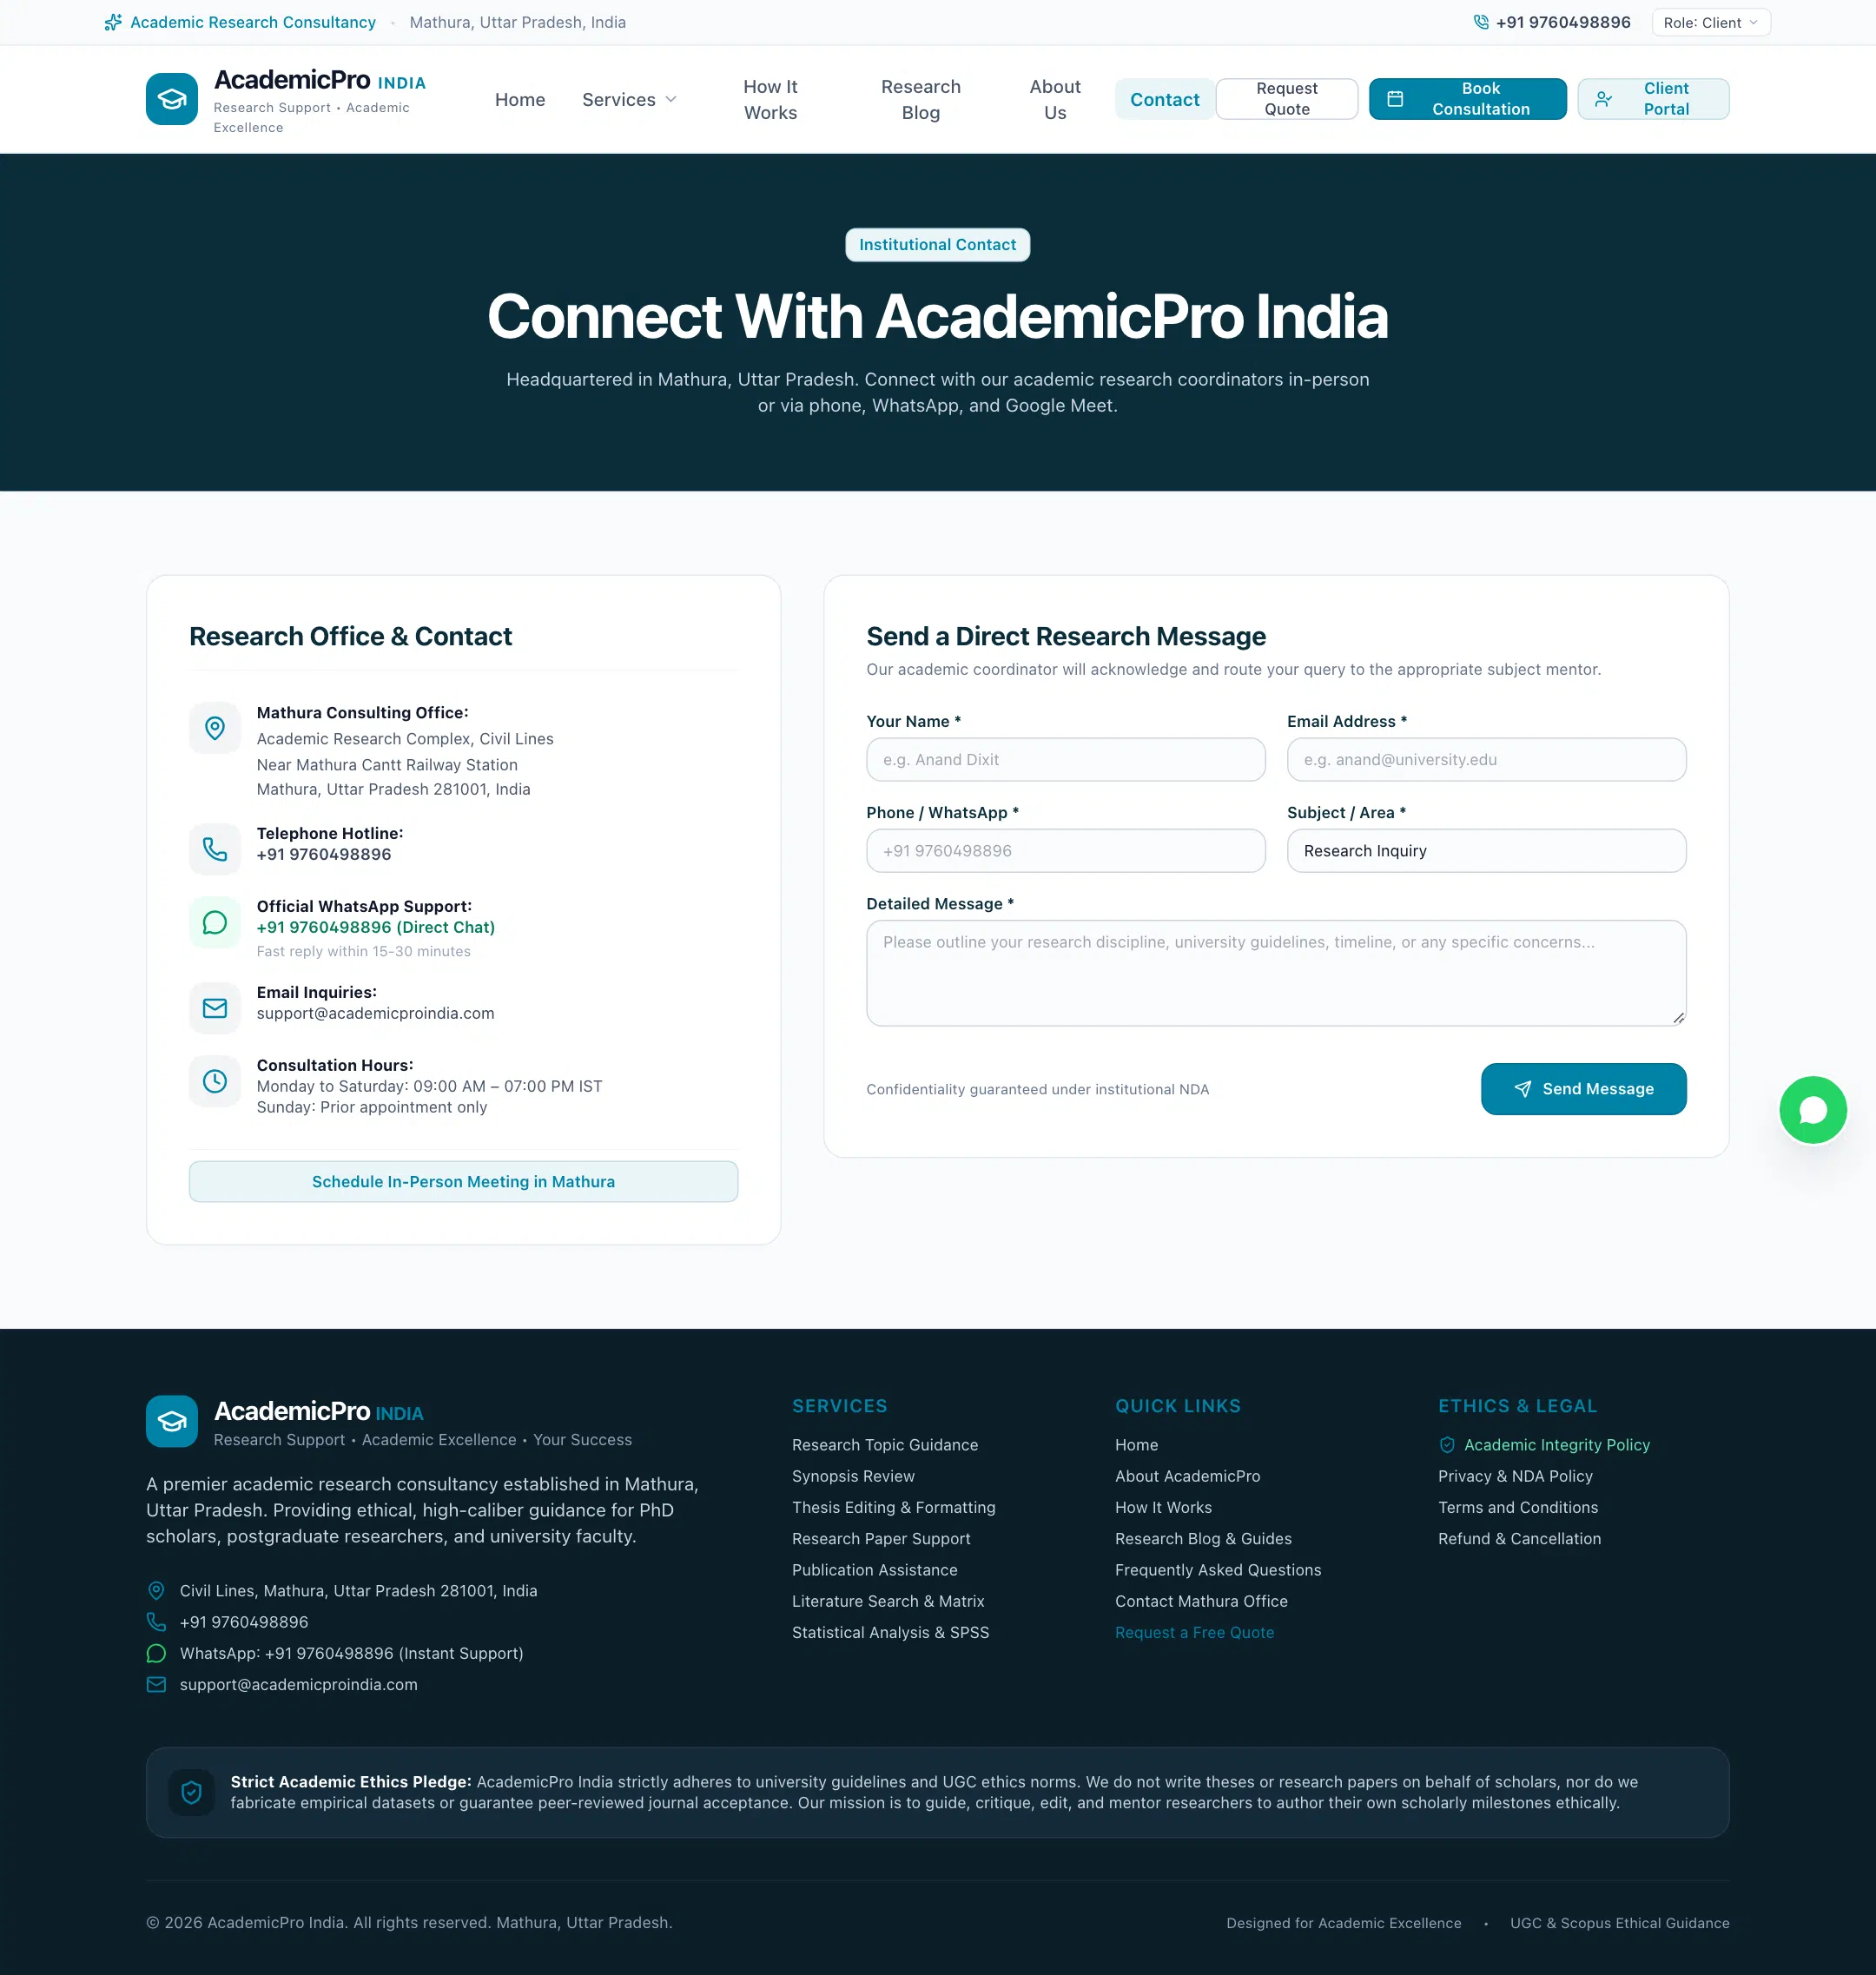 Academic Research Consultancy • Mathura, Uttar Pradesh, India
+91 9760498896
Role: Client
AcademicPro INDIA
Research Support • Academic
Excellence
Home
Services
How It
Works
Research
Blog
About
Us
Contact
Request
Quote
Book
Consultation
Client
Portal
Institutional Contact
Connect With AcademicPro India
Headquartered in Mathura, Uttar Pradesh. Connect with our academic research coordinators in-person
or via phone, WhatsApp, and Google Meet.
Research Office & Contact
Mathura Consulting Office:
Academic Research Complex, Civil Lines
Near Mathura Cantt Railway Station
Mathura, Uttar Pradesh 281001, India
Telephone Hotline:
+91 9760498896
Official WhatsApp Support:
+91 9760498896 (Direct Chat)
Fast reply within 15-30 minutes
Email Inquiries:
support@academicproindia.com
Consultation Hours:
Monday to Saturday: 09:00 AM – 07:00 PM IST
Sunday: Prior appointment only
Schedule In-Person Meeting in Mathura
Send a Direct Research Message
Our academic coordinator will acknowledge and route your query to the appropriate subject mentor.
Your Name *
e.g. Anand Dixit
Email Address *
e.g. anand@university.edu
Phone / WhatsApp *
+91 9760498896
Subject / Area *
Research Inquiry
Detailed Message *
Please outline your research discipline, university guidelines, timeline, or any specific concerns...
Confidentiality guaranteed under institutional NDA
Send Message
AcademicPro INDIA
Research Support • Academic Excellence • Your Success
A premier academic research consultancy established in Mathura,
Uttar Pradesh. Providing ethical, high-caliber guidance for PhD
scholars, postgraduate researchers, and university faculty.
Civil Lines, Mathura, Uttar Pradesh 281001, India
+91 9760498896
WhatsApp: +91 9760498896 (Instant Support)
support@academicproindia.com
SERVICES
Research Topic Guidance
Synopsis Review
Thesis Editing & Formatting
Research Paper Support
Publication Assistance
Literature Search & Matrix
Statistical Analysis & SPSS
QUICK LINKS
Home
About AcademicPro
How It Works
Research Blog & Guides
Frequently Asked Questions
Contact Mathura Office
Request a Free Quote
ETHICS & LEGAL
Academic Integrity Policy
Privacy & NDA Policy
Terms and Conditions
Refund & Cancellation
Strict Academic Ethics Pledge: AcademicPro India strictly adheres to university guidelines and UGC ethics norms. We do not write theses or research papers on behalf of scholars, nor do we
fabricate empirical datasets or guarantee peer-reviewed journal acceptance. Our mission is to guide, critique, edit, and mentor researchers to author their own scholarly milestones ethically.
© 2026 AcademicPro India. All rights reserved. Mathura, Uttar Pradesh.
Designed for Academic Excellence • UGC & Scopus Ethical Guidance